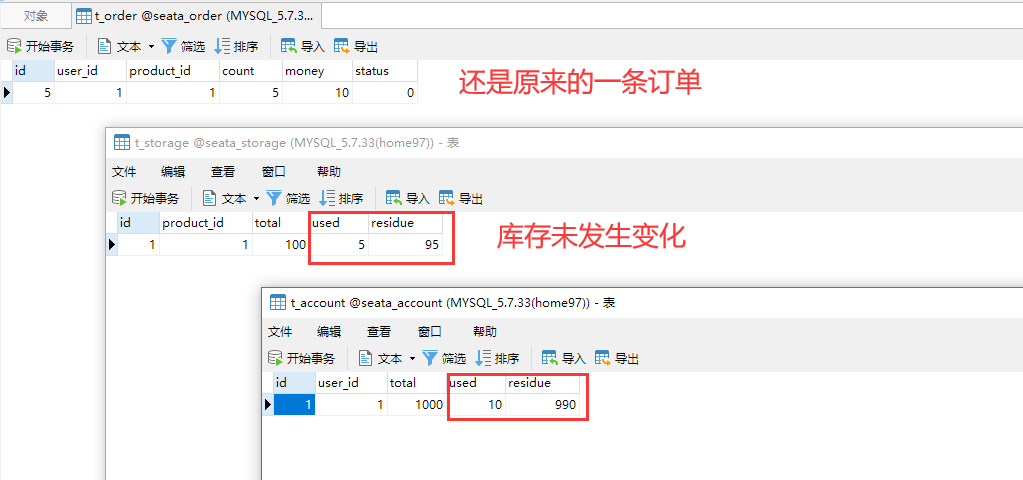 对象 t_order @seata_order (MYSQL_5.7.3...
开始事务 文本 筛选 排序 导入 导出
id user_id product_id count money status
5 1 1 5 10 0
还是原来的一条订单
t_storage @seata_storage (MYSQL_5.7.33(home97)) - 表
文件 编辑 查看 窗口 帮助
开始事务 文本 筛选 排序 导入 导出
id product_id total used residue
1 1 100 5 95
库存未发生变化
t_account @seata_account (MYSQL_5.7.33(home97)) - 表
文件 编辑 查看 窗口 帮助
开始事务 文本 筛选 排序 导入 导出
id user_id total used residue
1 1 1000 10 990